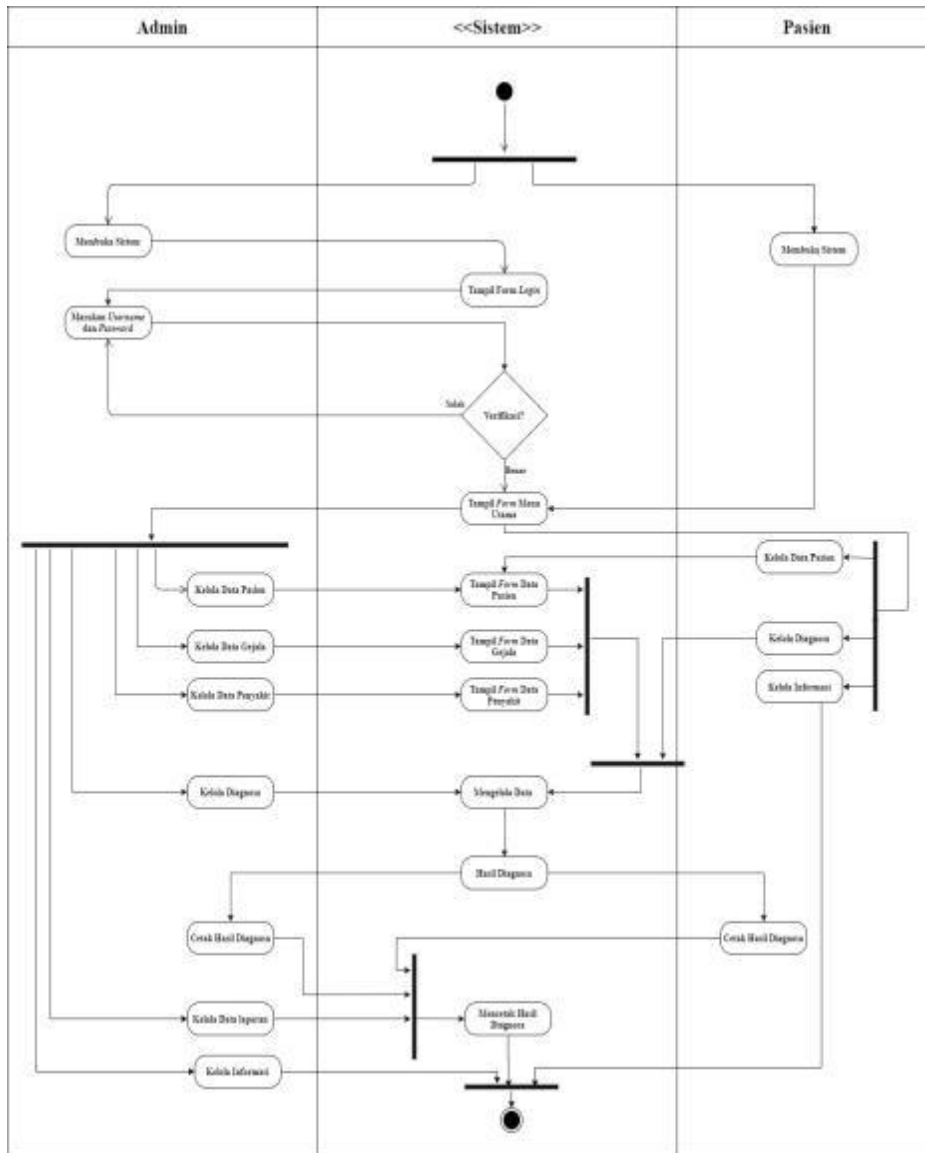 Admin
<<Sistem>>
Pasien
Membuka Sistem
Membuka Sistem
Tampil Form Login
Masukan Username
dan Password
Salah
Verifikasi?
Benar
Tampil Form Menu
Utama
Kelola Data Pasien
Tampil Form Data
Pasien
Kelola Data Pasien
Kelola Data Gejala
Tampil Form Data
Gejala
Kelola Diagnosa
Kelola Data Penyakit
Tampil Form Data
Penyakit
Kelola Informasi
Kelola Diagnosa
Mengelola Data
Hasil Diagnosa
Cetak Hasil Diagnosa
Cetak Hasil Diagnosa
Kelola Data laporan
Mencetak Hasil
Diagnosa
Kelola Informasi